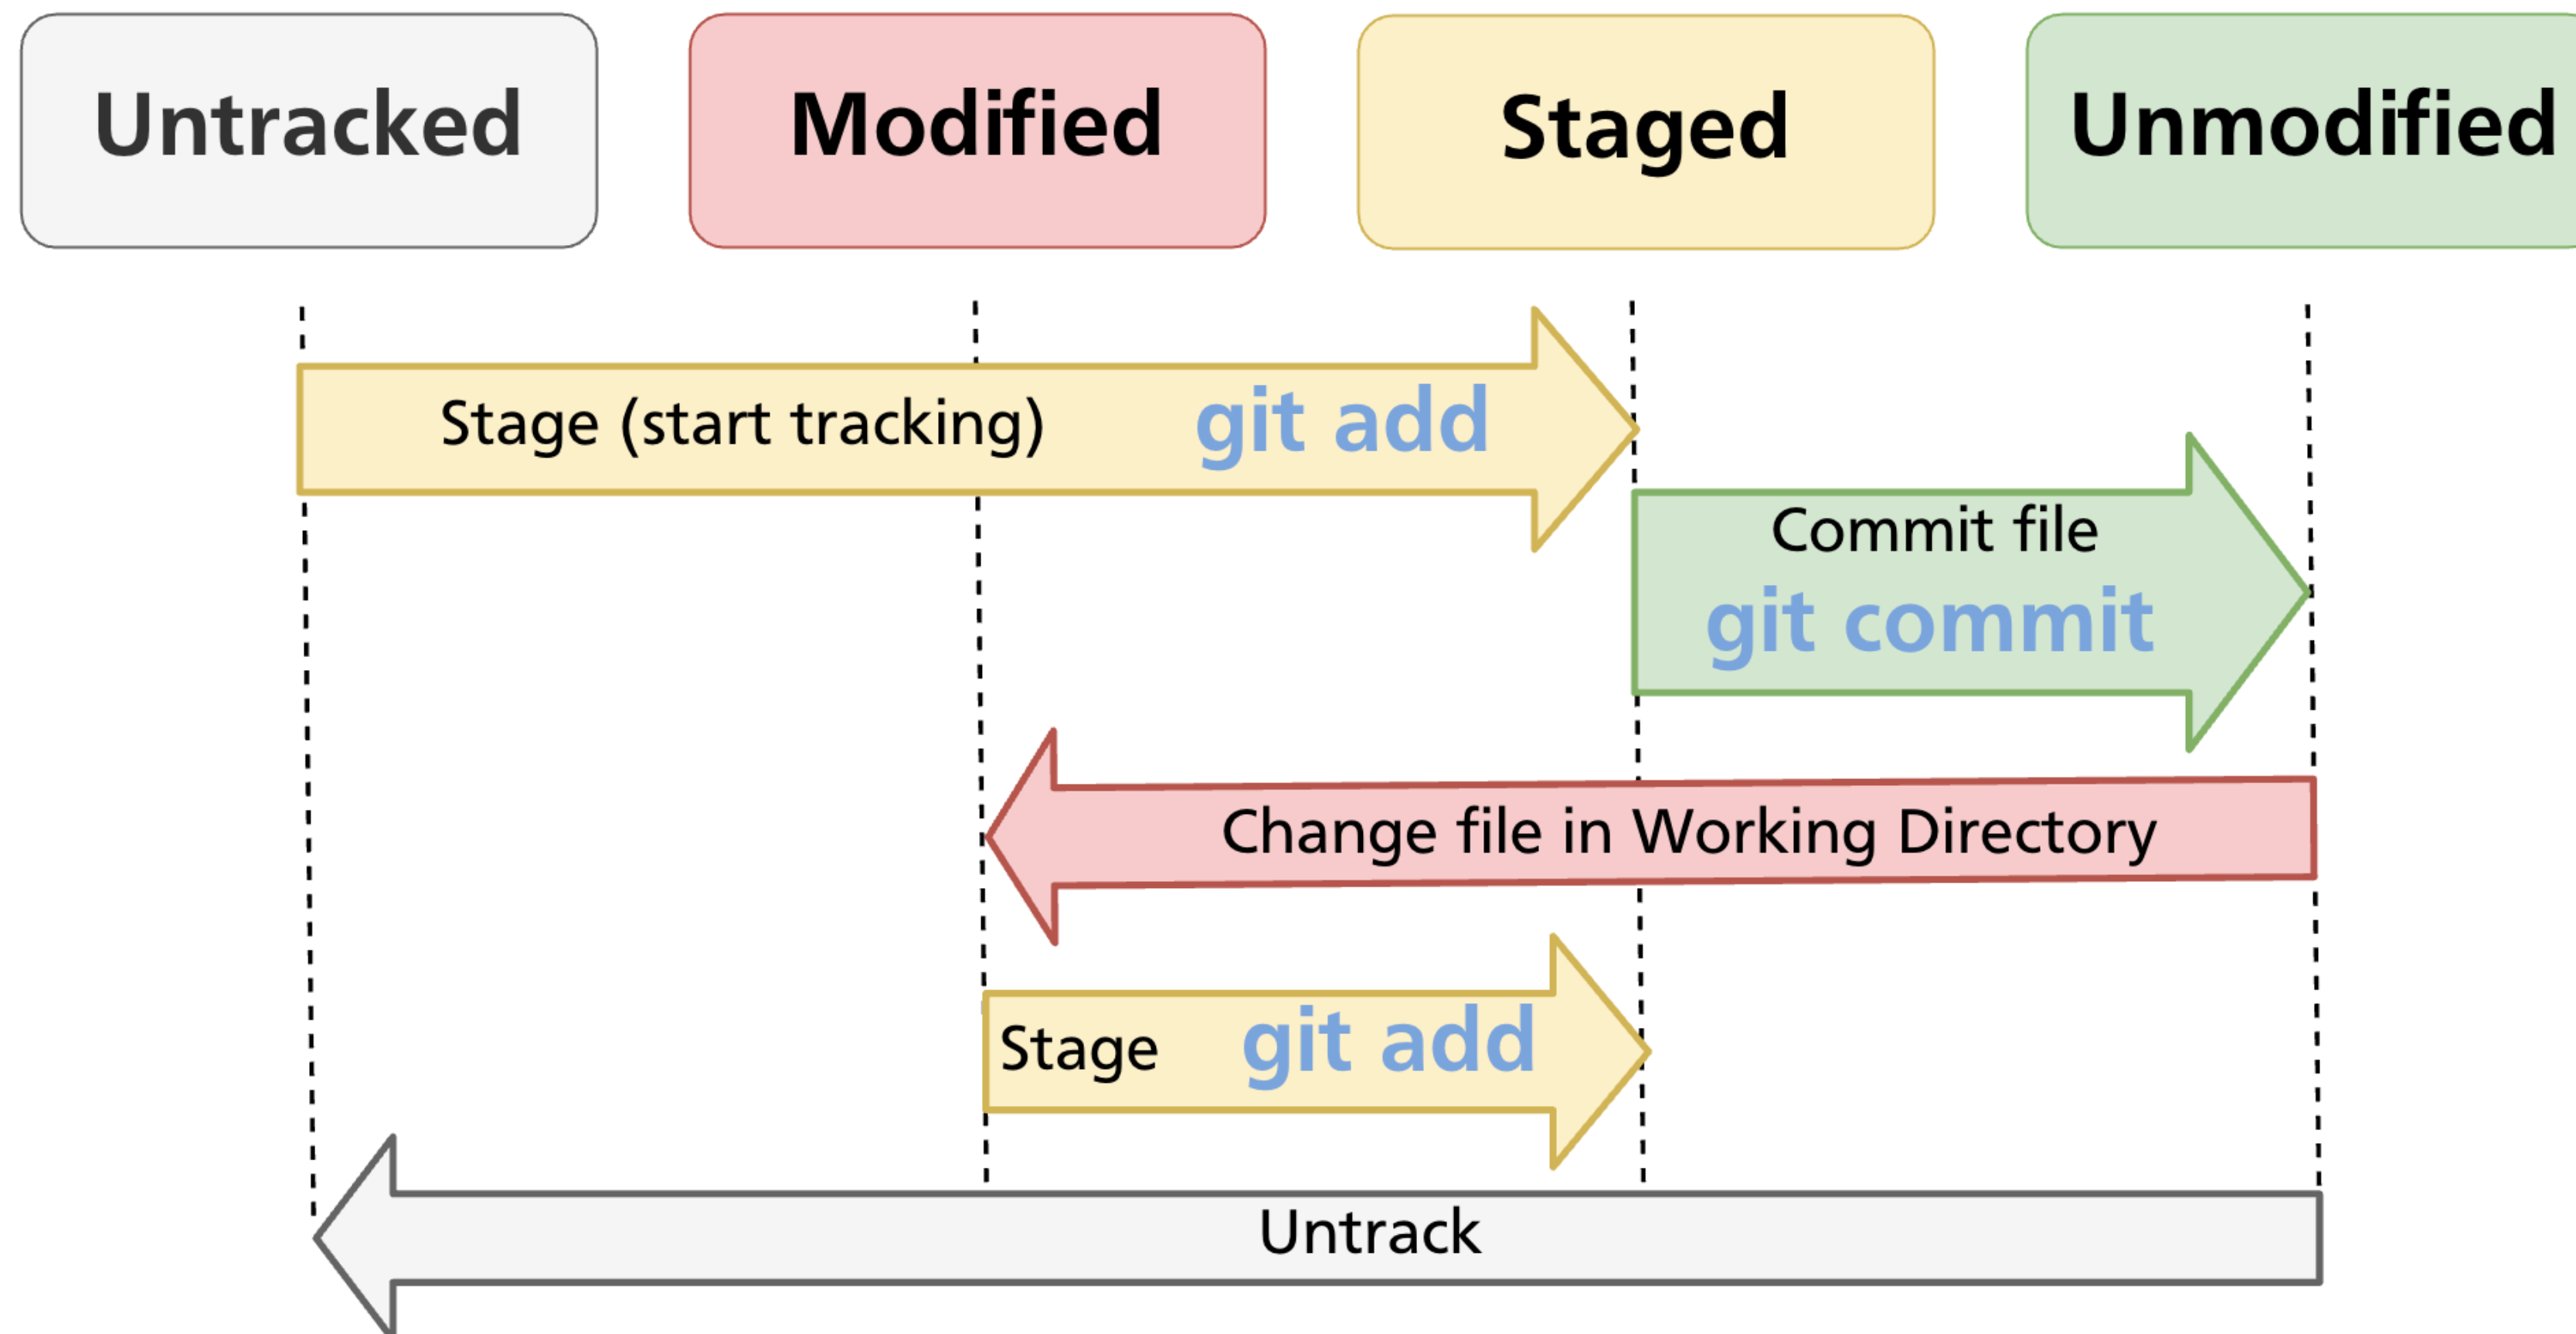 Untracked
Modified
Staged
Unmodified
Stage (start tracking) git add
Commit file
git commit
Change file in Working Directory
Stage git add
Untrack